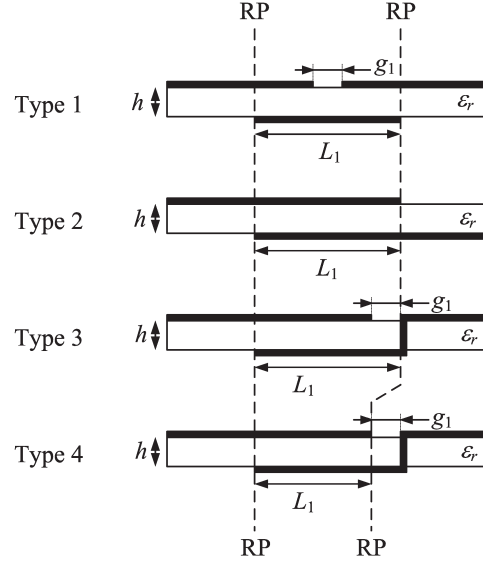 RP RP
g₁
Type 1 h εᵣ
L₁
Type 2 h εᵣ
L₁
g₁
Type 3 h εᵣ
L₁
g₁
Type 4 h εᵣ
L₁
RP RP